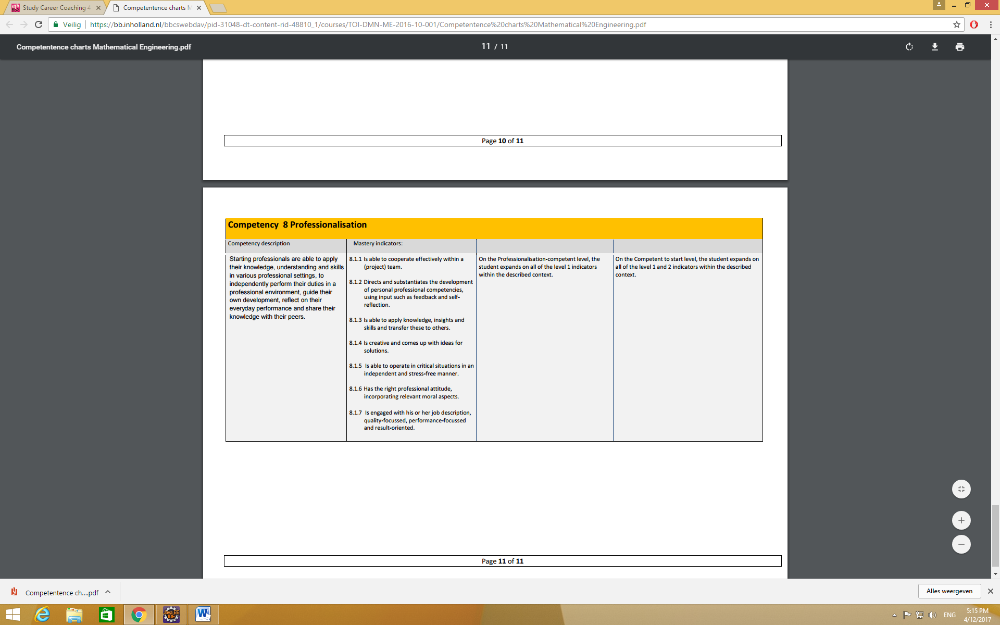 Study Career Coaching 4
Competentence charts M
Veilig
https://bb.inholland.nl/bbcswebdav/pid-31048-dt-content-rid-48810_1/courses/TOI-DMN-ME-2016-10-001/Competentence%20charts%20Mathematical%20Engineering.pdf
Competentence charts Mathematical Engineering.pdf
11 / 11
Page 10 of 11
Competency 8 Professionalisation
Competency description
Mastery indicators:
Starting professionals are able to apply
their knowledge, understanding and skills
in various professional settings, to
independently perform their duties in a
professional environment, guide their
own development, reflect on their
everyday performance and share their
knowledge with their peers.
8.1.1 Is able to cooperate effectively within a
(project) team.
8.1.2 Directs and substantiates the development
of personal professional competencies,
using input such as feedback and self-
reflection.
8.1.3 Is able to apply knowledge, insights and
skills and transfer these to others.
8.1.4 Is creative and comes up with ideas for
solutions.
8.1.5 Is able to operate in critical situations in an
independent and stress-free manner.
8.1.6 Has the right professional attitude,
incorporating relevant moral aspects.
8.1.7 Is engaged with his or her job description,
quality-focussed, performance-focussed
and result-oriented.
On the Professionalisation-competent level, the
student expands on all of the level 1 indicators
within the described context.
On the Competent to start level, the student expands on
all of the level 1 and 2 indicators within the described
context.
Page 11 of 11
Competentence ch....pdf
Alles weergeven
Java EE
IDE
ENG
5:15 PM
4/12/2017